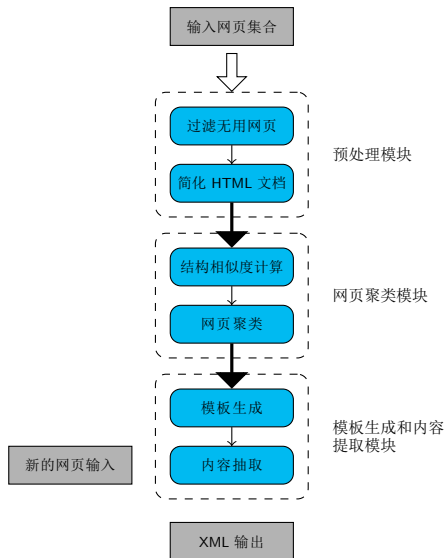 输入网页集合
过滤无用网页
预处理模块
简化 HTML 文档
结构相似度计算
网页聚类模块
网页聚类
模板生成
模板生成和内容
提取模块
新的网页输入
内容抽取
XML 输出